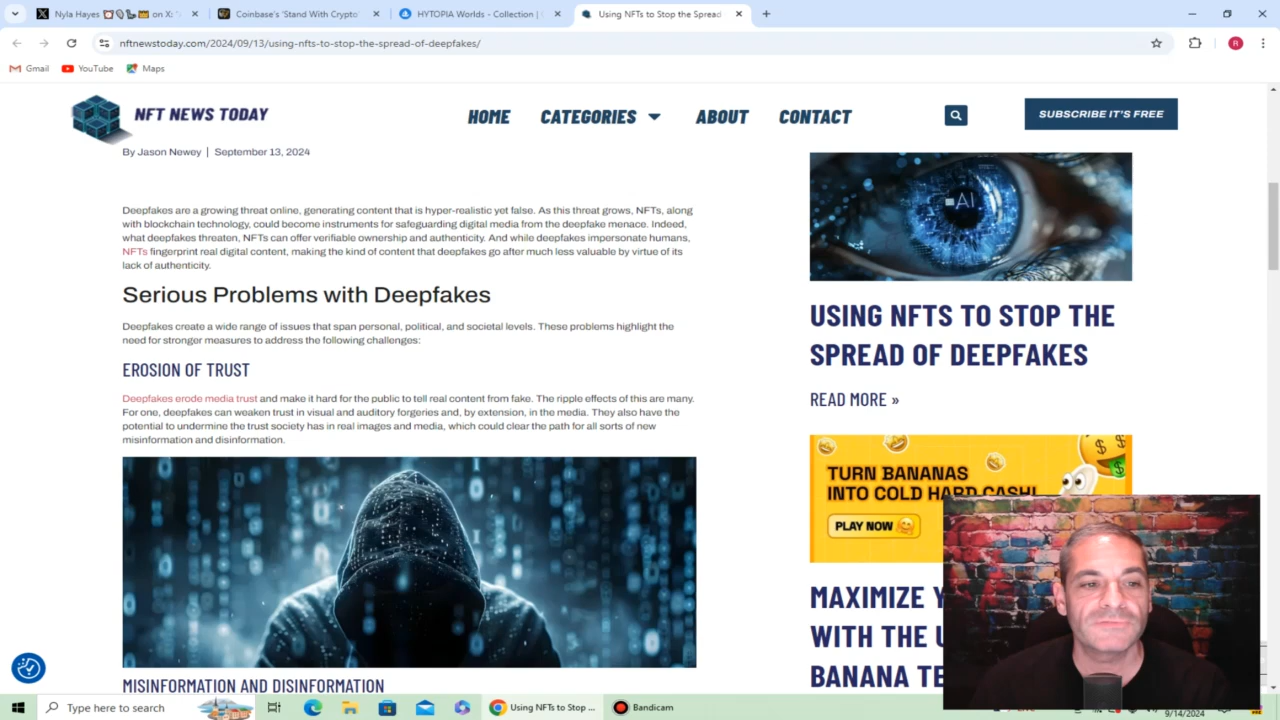 Nyla Hayes on X: "
Coinbase's 'Stand With Crypto'
HYTOPIA Worlds - Collection |
Using NFTs to Stop the Spread
nftnewstoday.com/2024/09/13/using-nfts-to-stop-the-spread-of-deepfakes/
R
Gmail
YouTube
Maps
NFT NEWS TODAY
HOME
CATEGORIES
ABOUT
CONTACT
SUBSCRIBE IT'S FREE
By Jason Newey | September 13, 2024
Deepfakes are a growing threat online, generating content that is hyper-realistic yet false. As this threat grows, NFTs, along
with blockchain technology, could become instruments for safeguarding digital media from the deepfake menace. Indeed,
what deepfakes threaten, NFTs can offer verifiable ownership and authenticity. And while deepfakes impersonate humans,
NFTs fingerprint real digital content, making the kind of content that deepfakes go after much less valuable by virtue of its
lack of authenticity.
Serious Problems with Deepfakes
Deepfakes create a wide range of issues that span personal, political, and societal levels. These problems highlight the
need for stronger measures to address the following challenges:
EROSION OF TRUST
Deepfakes erode media trust and make it hard for the public to tell real content from fake. The ripple effects of this are many.
For one, deepfakes can weaken trust in visual and auditory forgeries and, by extension, in the media. They also have the
potential to undermine the trust society has in real images and media, which could clear the path for all sorts of new
misinformation and disinformation.
MISINFORMATION AND DISINFORMATION
AI
USING NFTS TO STOP THE
SPREAD OF DEEPFAKES
READ MORE »
TURN BANANAS
INTO COLD HARD CASH!
PLAY NOW
MAXIMIZE Y
WITH THE U
BANANA TE
Type here to search
Using NFTs to Stop ...
Bandicam
9/14/2024